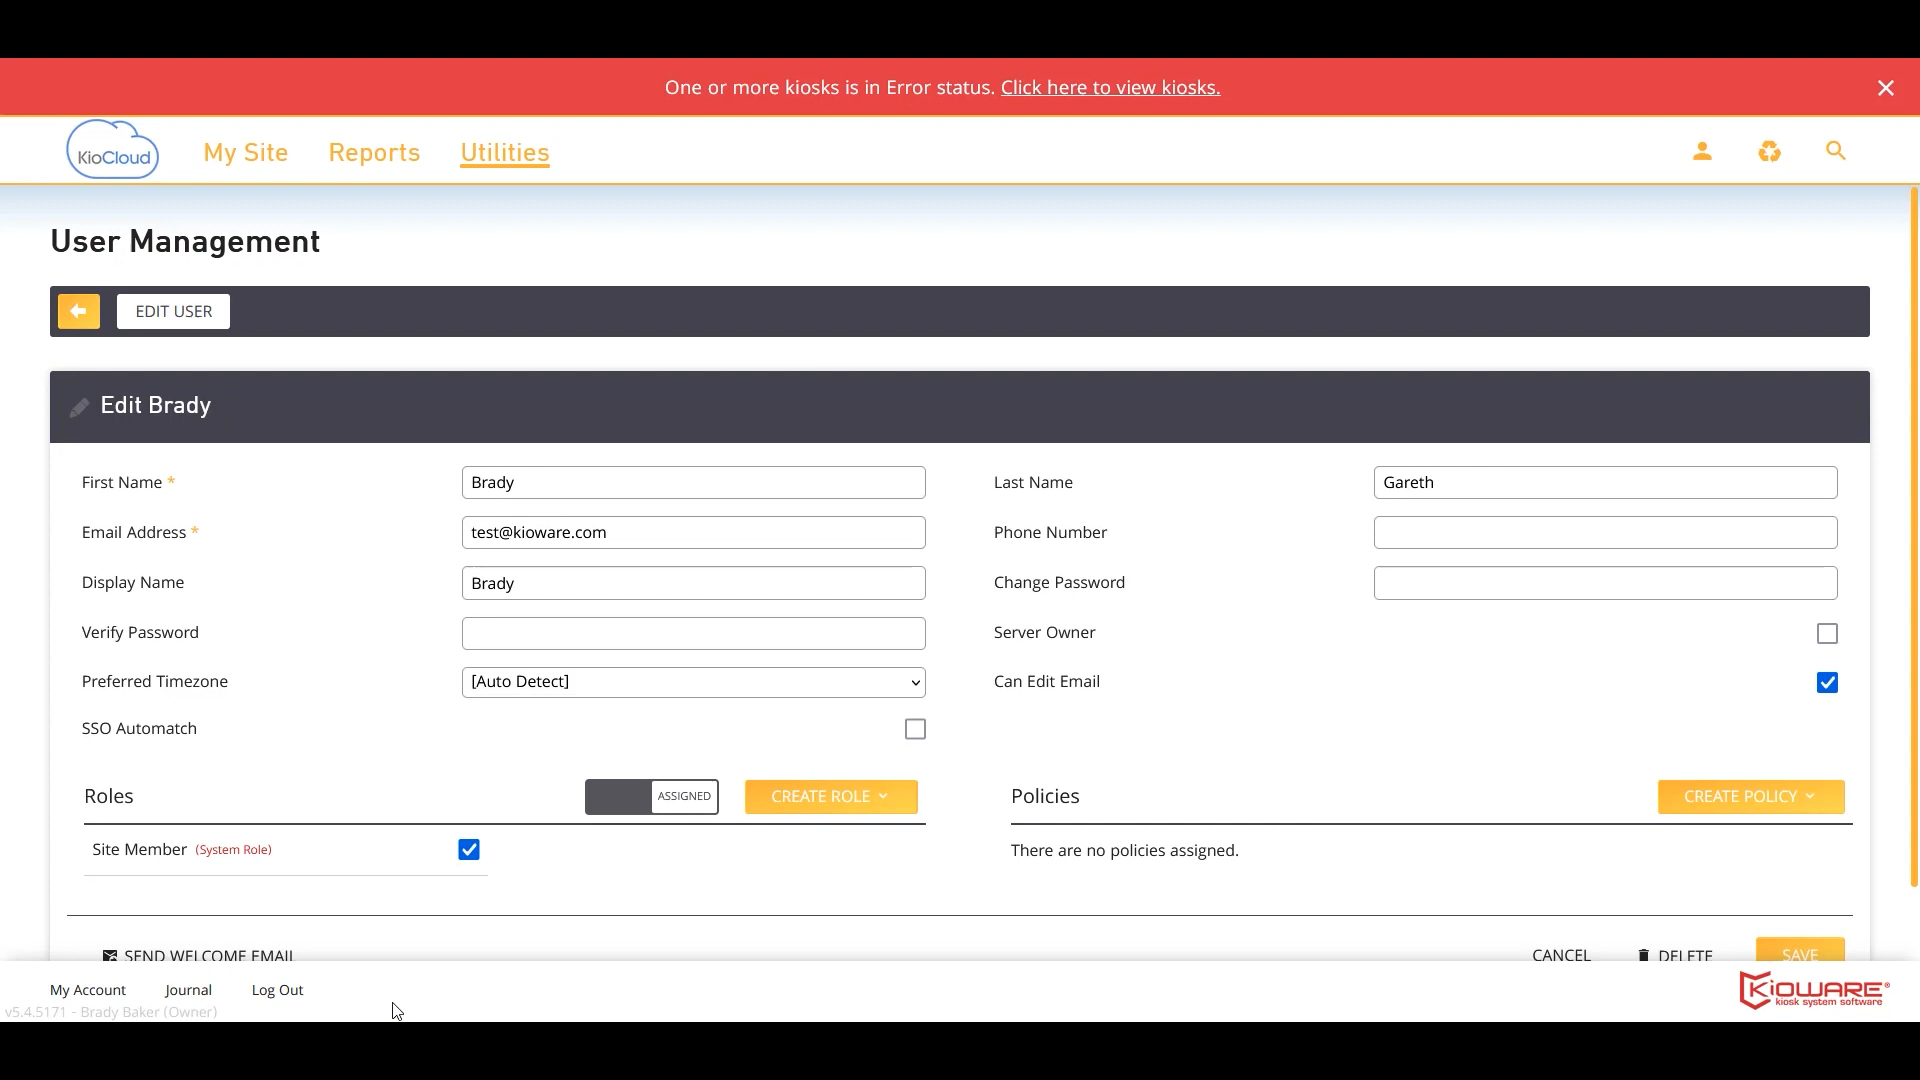 One or more kiosks is in Error status. Click here to view kiosks.
KioCloud
My Site
Reports
Utilities
User Management
EDIT USER
Edit Brady
First Name *
Brady
Last Name
Gareth
Email Address *
test@kioware.com
Phone Number
Display Name
Brady
Change Password
Verify Password
Server Owner
Preferred Timezone
[Auto Detect]
Can Edit Email
SSO Automatch
Roles
ASSIGNED
CREATE ROLE
Policies
CREATE POLICY
Site Member (System Role)
There are no policies assigned.
SEND WELCOME EMAIL
CANCEL
DELETE
SAVE
My Account
Journal
Log Out
v5.4.5171 - Brady Baker (Owner)
KIOWARE®
kiosk system software